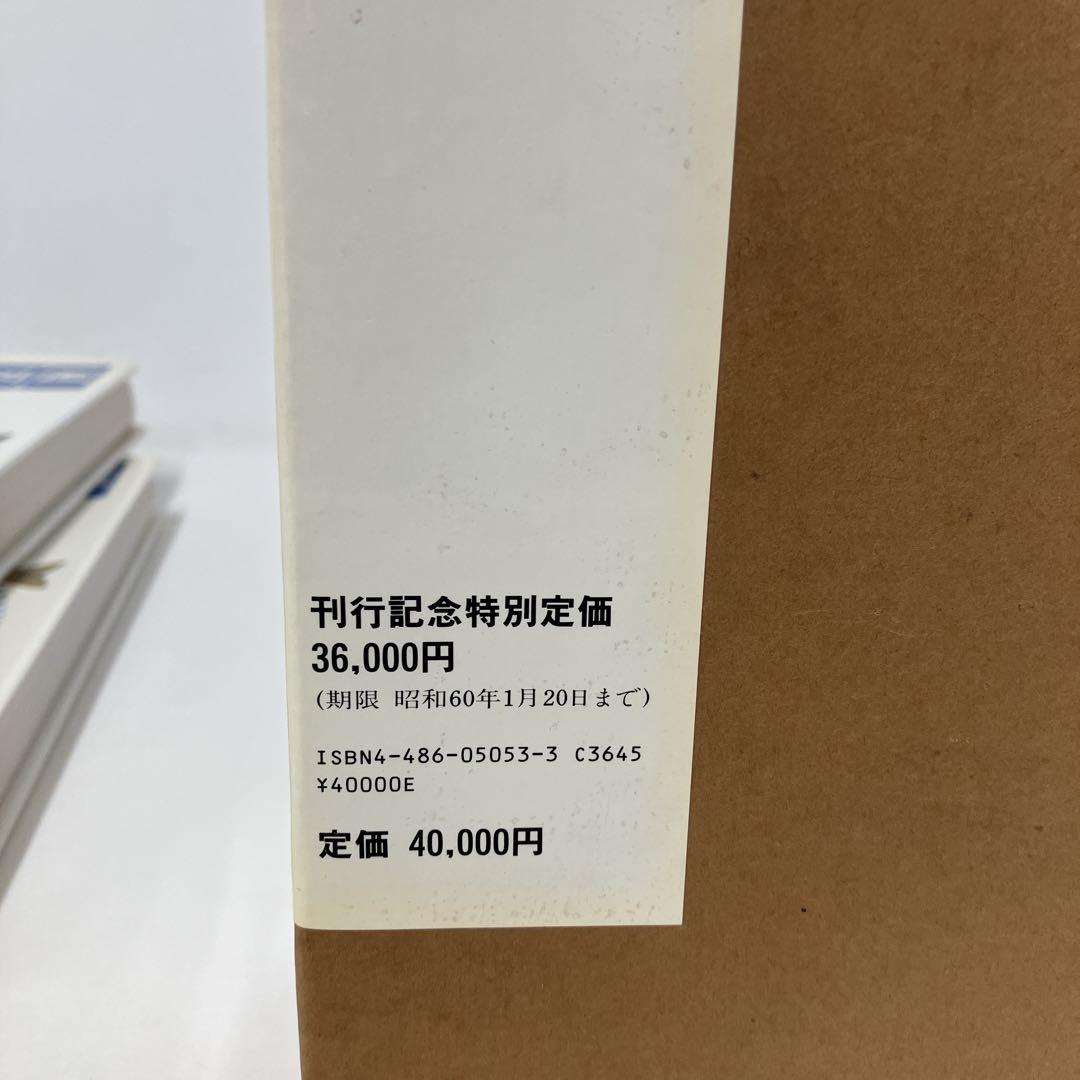 刊行記念特別定価
36,000円
(期限 昭和60年1月20日まで)
ISBN4-486-05053-3 C3645
¥40000E
定価 40,000円